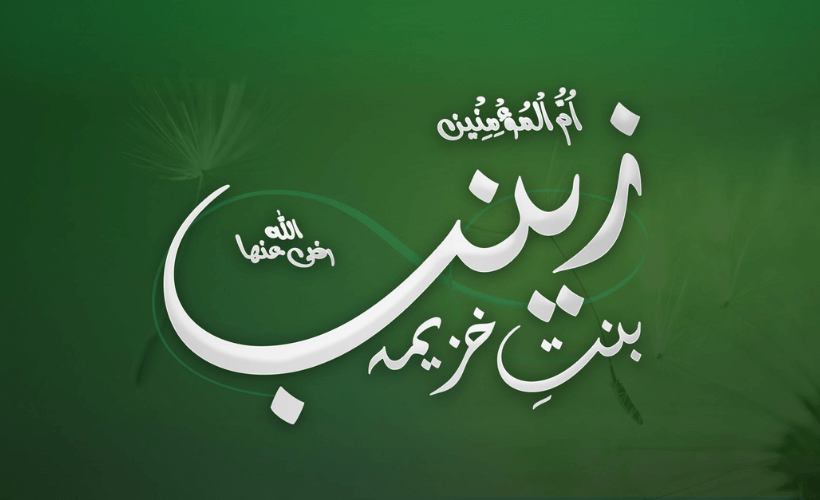 أُمُّ الْمُؤْمِنِين
زينب
رضی الله عنها
بنتِ خزیمه